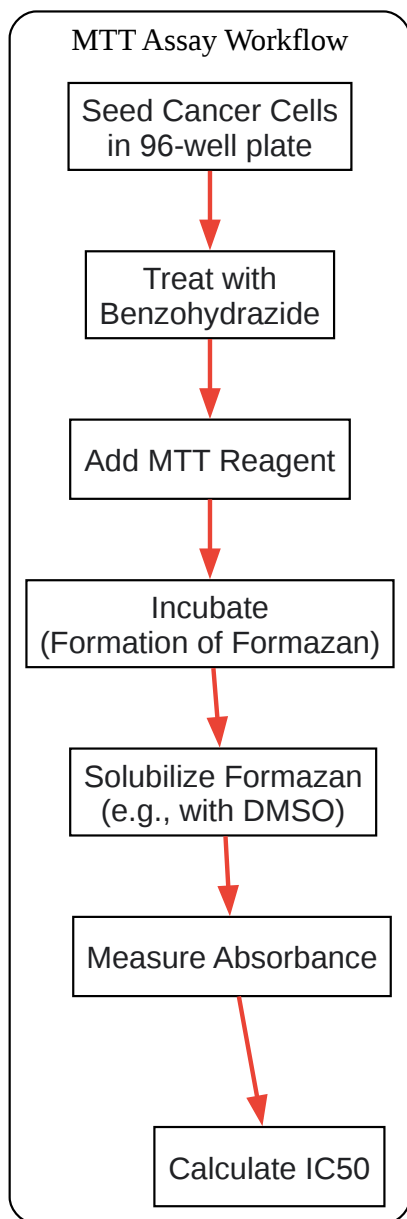 MTT Assay Workflow
Seed Cancer Cells
in 96-well plate
Treat with
Benzohydrazide
Add MTT Reagent
Incubate
(Formation of Formazan)
Solubilize Formazan
(e.g., with DMSO)
Measure Absorbance
Calculate IC50